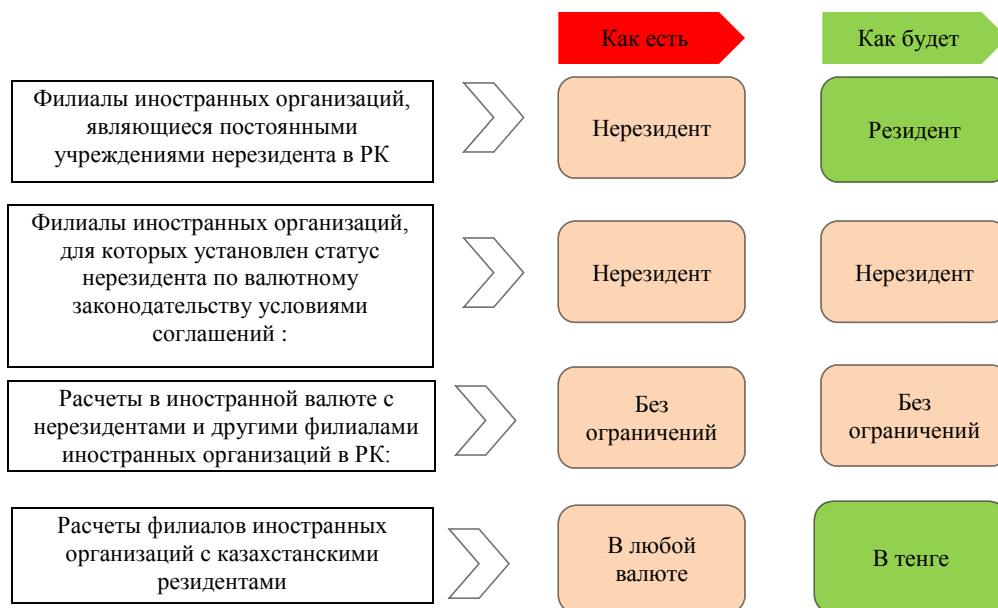 Как есть
Как будет
Филиалы иностранных организаций,
являющиеся постоянными
учреждениями нерезидента в РК
Нерезидент
Резидент
Филиалы иностранных организаций,
для которых установлен статус
нерезидента по валютному
законодательству условиями
соглашений :
Нерезидент
Нерезидент
Расчеты в иностранной валюте с
нерезидентами и другими филиалами
иностранных организаций в РК:
Без
ограничений
Без
ограничений
Расчеты филиалов иностранных
организаций с казахстанскими
резидентами
В любой
валюте
В тенге